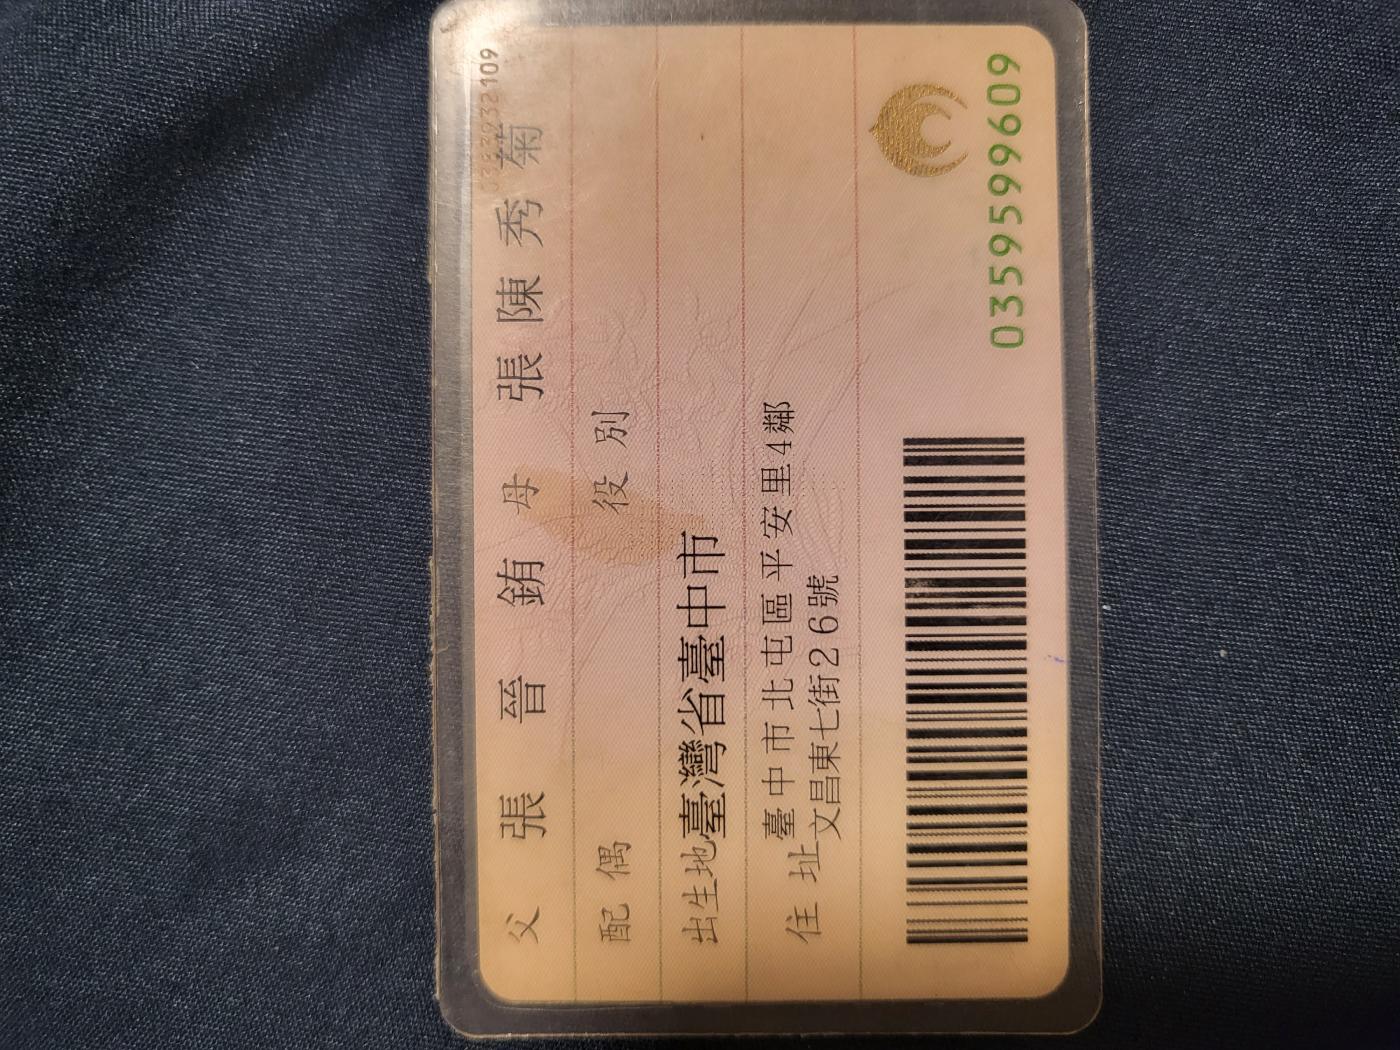 0383932109
父 張晉銪 母 張陳秀菊
配偶 役別
出生地 臺灣省臺中市
住址 臺中市北屯區平安里4鄰
文昌東七街26號
0359599609